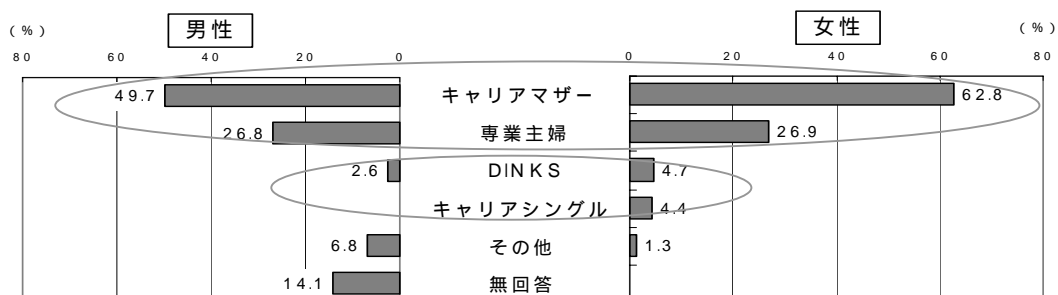 男性 女性
(%) (%)
80 60 40 20 0 0 20 40 60 80
49.7 キャリアマザー 62.8
26.8 専業主婦 26.9
2.6 DINKS 4.7
キャリアシングル 4.4
6.8 その他 1.3
14.1 無回答